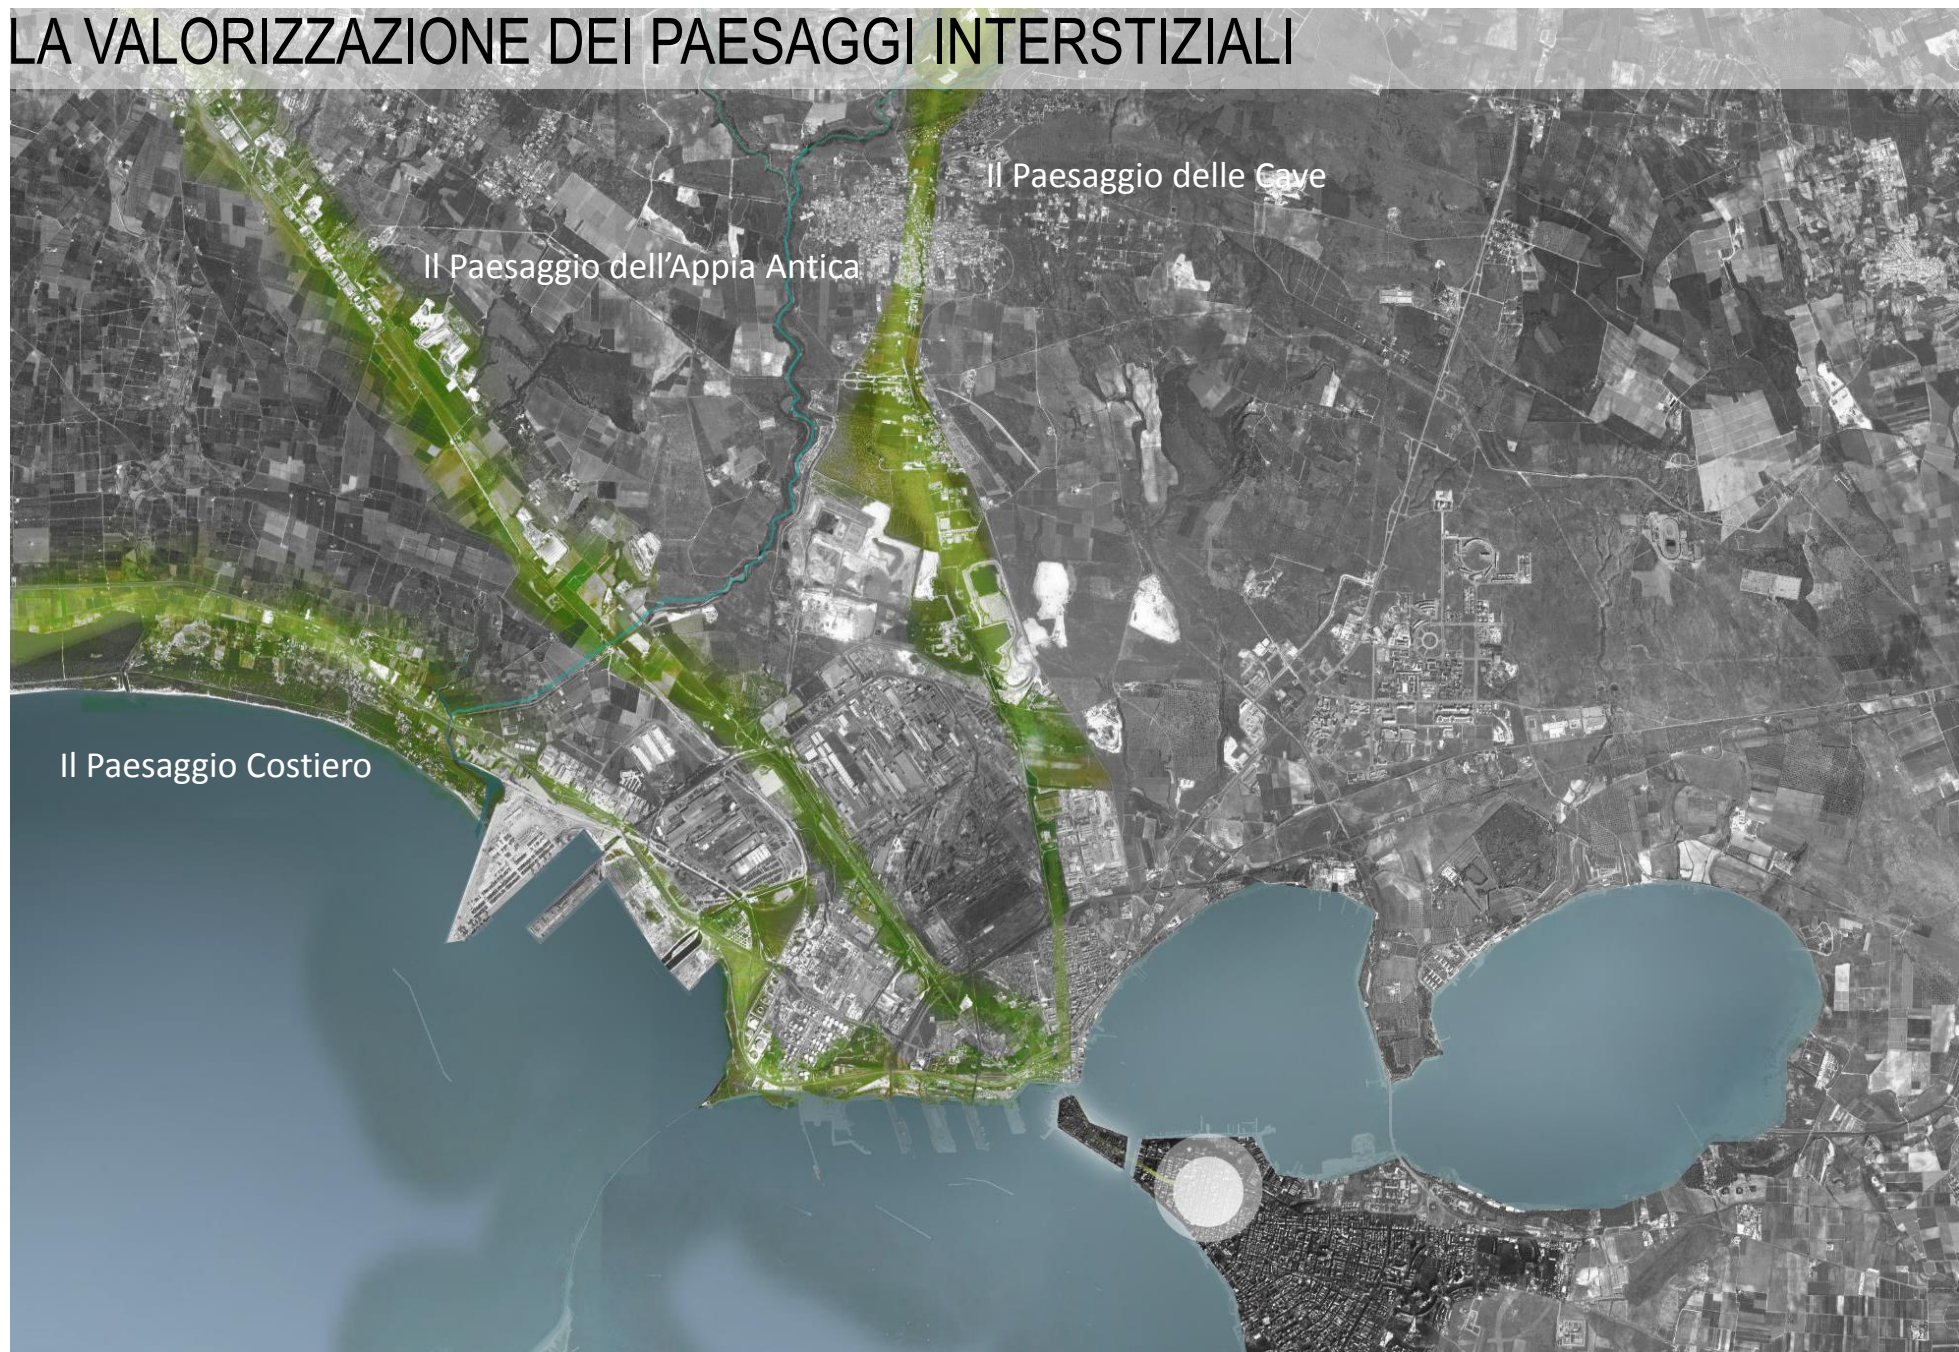 LA VALORIZZAZIONE DEI PAESAGGI INTERSTIZIALI
Il Paesaggio delle Cave
Il Paesaggio dell'Appia Antica
Il Paesaggio Costiero